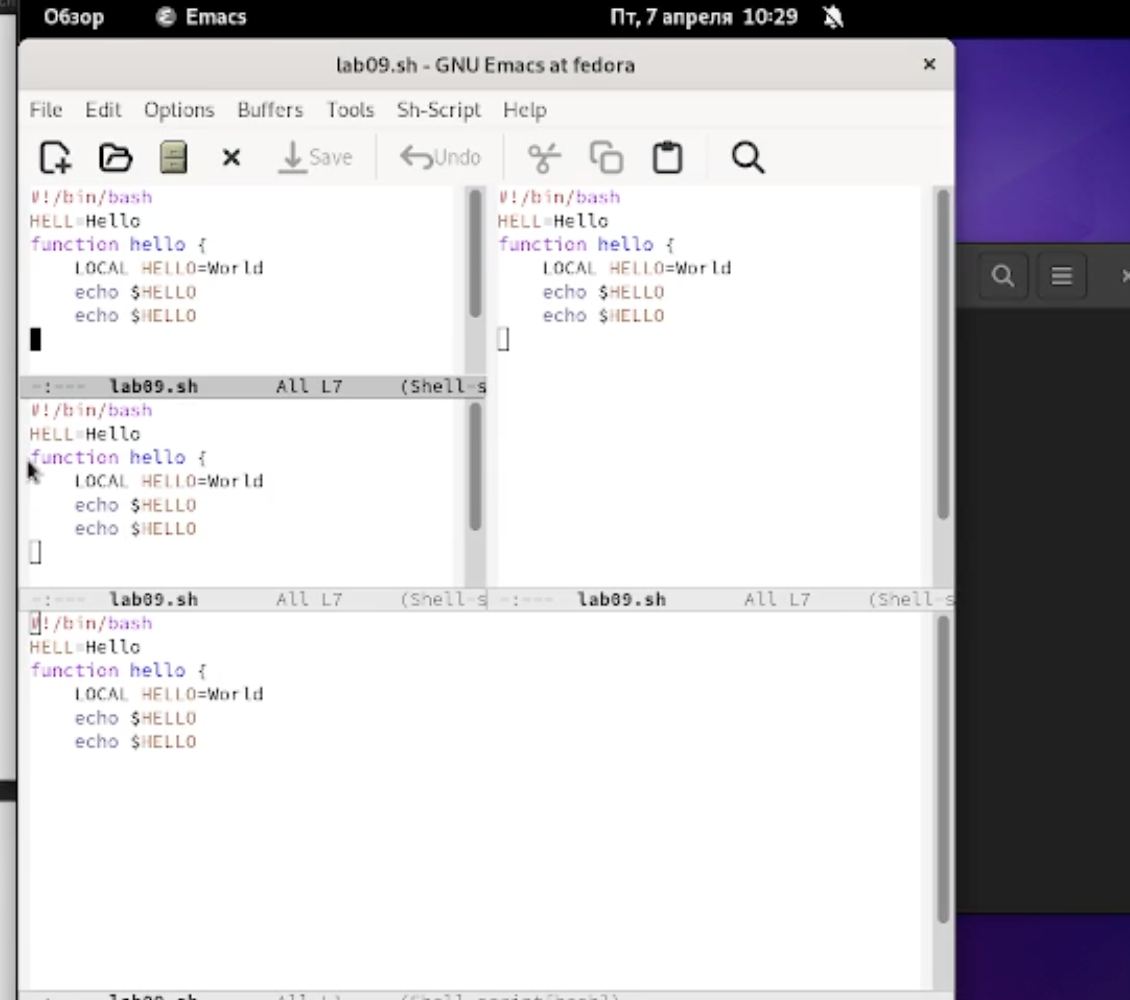 Обзор Emacs Пт, 7 апреля 10:29
lab09.sh - GNU Emacs at fedora
File Edit Options Buffers Tools Sh-Script Help
Save Undo
#!/bin/bash
HELL=Hello
function hello {
LOCAL HELLO=World
echo $HELLO
echo $HELLO
-:--- lab09.sh All L7 (Shell-s
#!/bin/bash
HELL=Hello
function hello {
LOCAL HELLO=World
echo $HELLO
echo $HELLO
-:--- lab09.sh All L7 (Shell-s
#!/bin/bash
HELL=Hello
function hello {
LOCAL HELLO=World
echo $HELLO
echo $HELLO
-:--- lab09.sh All L7 (Shell-s
#!/bin/bash
HELL=Hello
function hello {
LOCAL HELLO=World
echo $HELLO
echo $HELLO
lab09.sh All